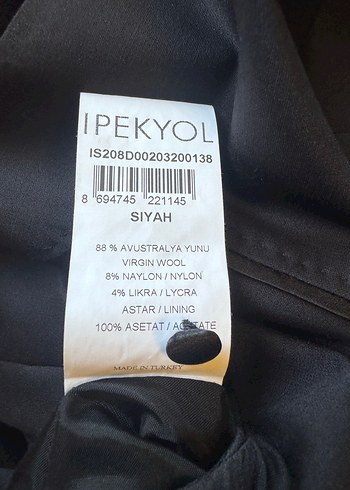 IPEKYOL
IS208D00203200138
8 694745 221145
SIYAH
88 % AVUSTRALYA YUNU
VIRGIN WOOL
8% NAYLON / NYLON
4% LIKRA / LYCRA
ASTAR / LINING
100% ASETAT / ACETATE
MADE IN TURKEY